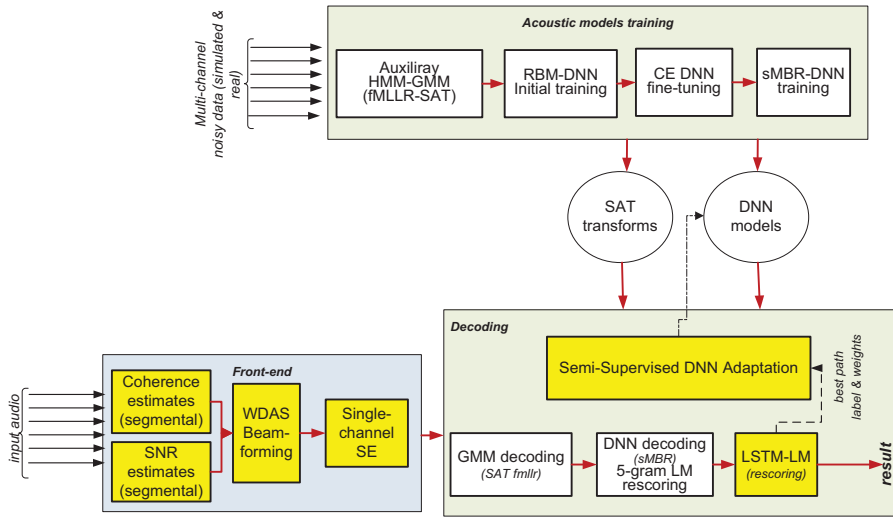 Acoustic models training
Multi-channel
noisy data (simulated &
real)
Auxiliray
HMM-GMM
(fMLLR-SAT)
RBM-DNN
Initial training
CE DNN
fine-tuning
sMBR-DNN
training
SAT
transforms
DNN
models
Decoding
Semi-Supervised DNN Adaptation
best path
label & weights
Front-end
input audio
Coherence
estimates
(segmental)
SNR
estimates
(segmental)
WDAS
Beam-
forming
Single-
channel
SE
GMM decoding
(SAT fmllr)
DNN decoding
(sMBR)
5-gram LM
rescoring
LSTM-LM
(rescoring)
result